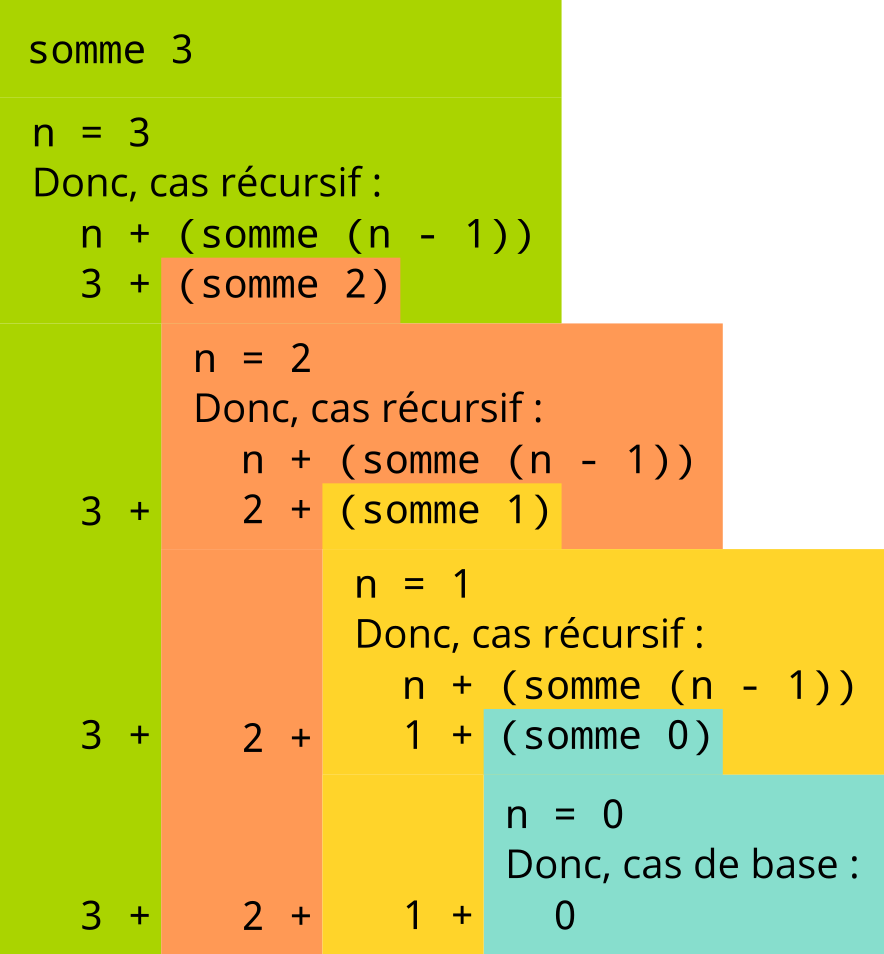 somme 3
n = 3
Donc, cas récursif :
n + (somme (n - 1))
3 + (somme 2)
n = 2
Donc, cas récursif :
n + (somme (n - 1))
3 + 2 + (somme 1)
n = 1
Donc, cas récursif :
n + (somme (n - 1))
3 + 2 + 1 + (somme 0)
n = 0
Donc, cas de base :
3 + 2 + 1 + 0